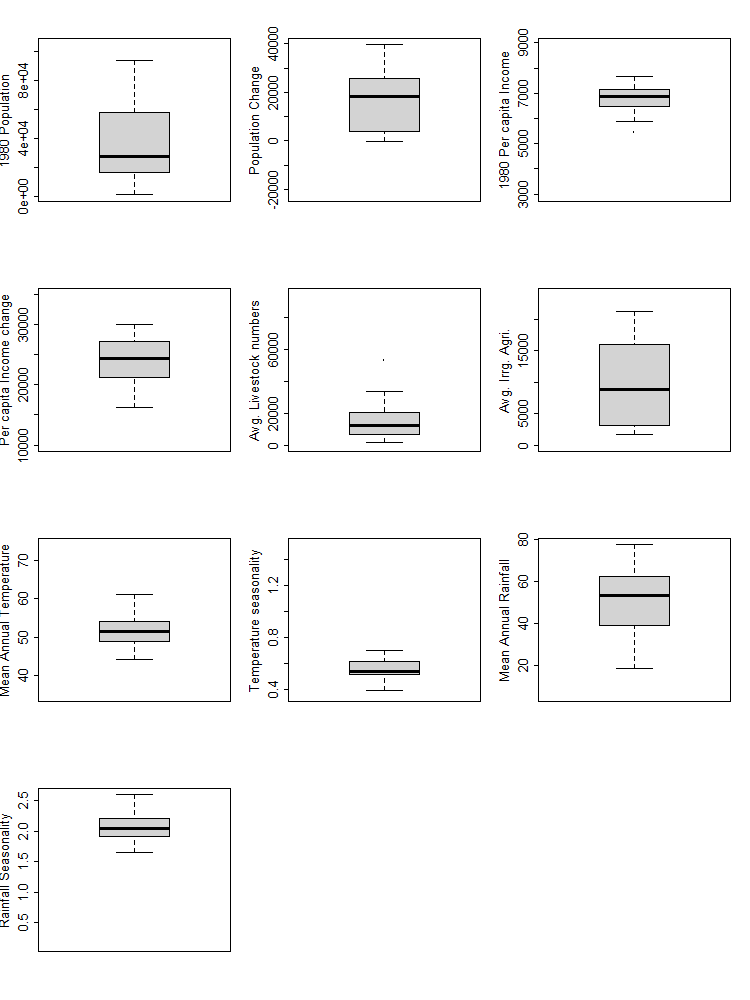 1980 Population
0e+00
4e+04
8e+04
Population Change
-20000
0
20000
40000
1980 Per capita Income
3000
5000
7000
9000
Per capita Income change
10000
20000
30000
Avg. Livestock numbers
0
20000
60000
Avg. Irrg. Agri.
0
5000
15000
Mean Annual Temperature
40
50
60
70
Temperature seasonality
0.4
0.8
1.2
Mean Annual Rainfall
20
40
60
80
Rainfall Seasonality
0.5
1.0
1.5
2.0
2.5